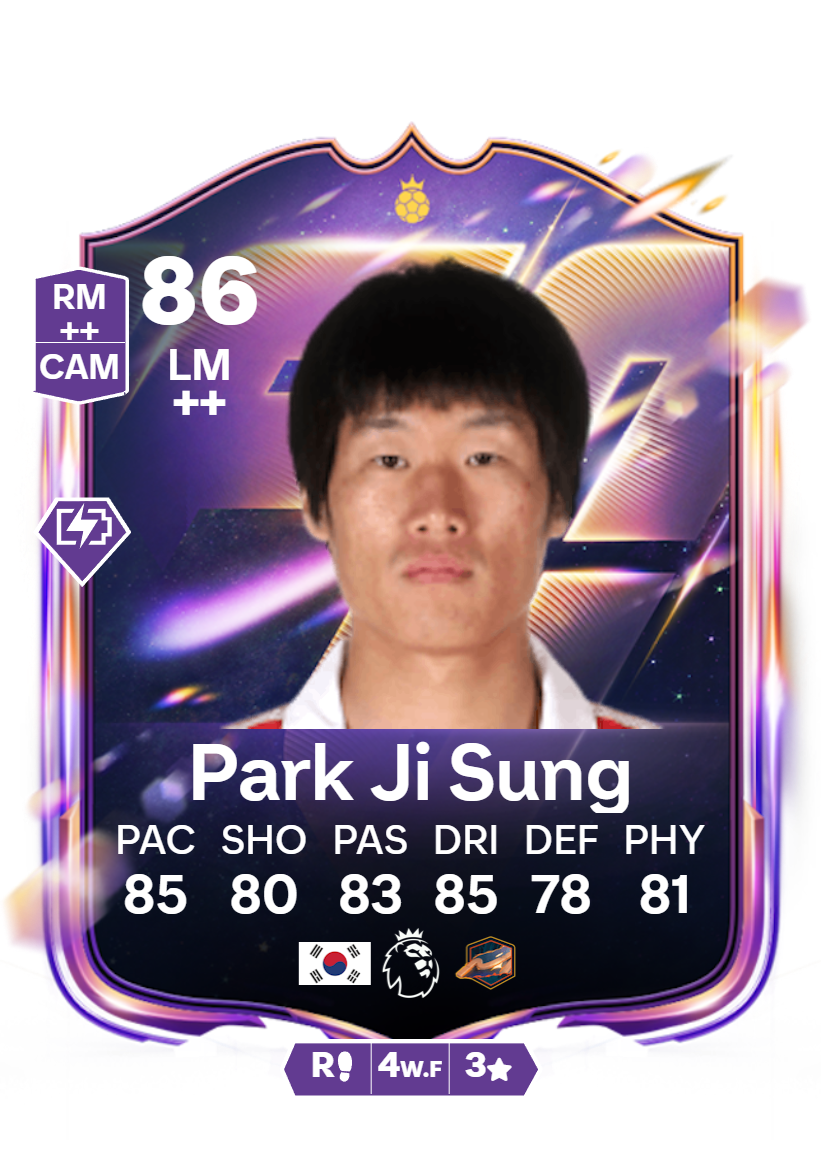 86
LM
++
RM
++
CAM
Park Ji Sung
PAC SHO PAS DRI DEF PHY
85 80 83 85 78 81
R 4W.F 3